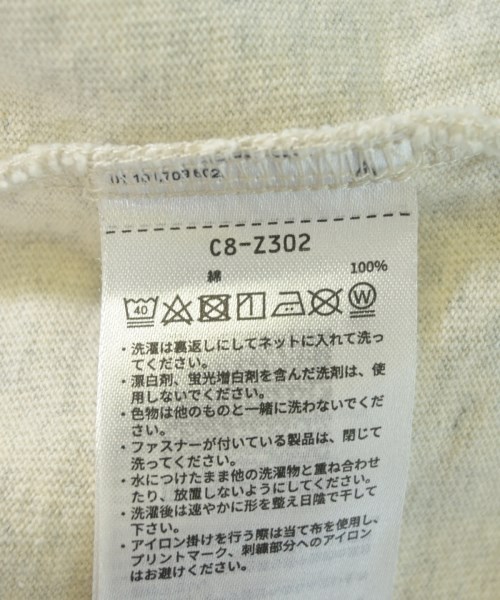 C8-Z302
綿
100%
40
W
・洗濯は裏返しにしてネットに入れて洗っ
てください。
・漂白剤、蛍光増白剤を含んだ洗剤は、使
用しないでください。
・色物は他のものと一緒に洗わないでくだ
さい。
・ファスナーが付いている製品は、閉じて
洗ってください。
・水につけたまま他の洗濯物と重ね合わせ
たり、放置しないようにしてください。
・洗濯後は速やかに形を整え日陰で干して
下さい。
・アイロン掛けを行う際は当て布を使用し、
プリントマーク、刺繍部分へのアイロン
はお避けください。